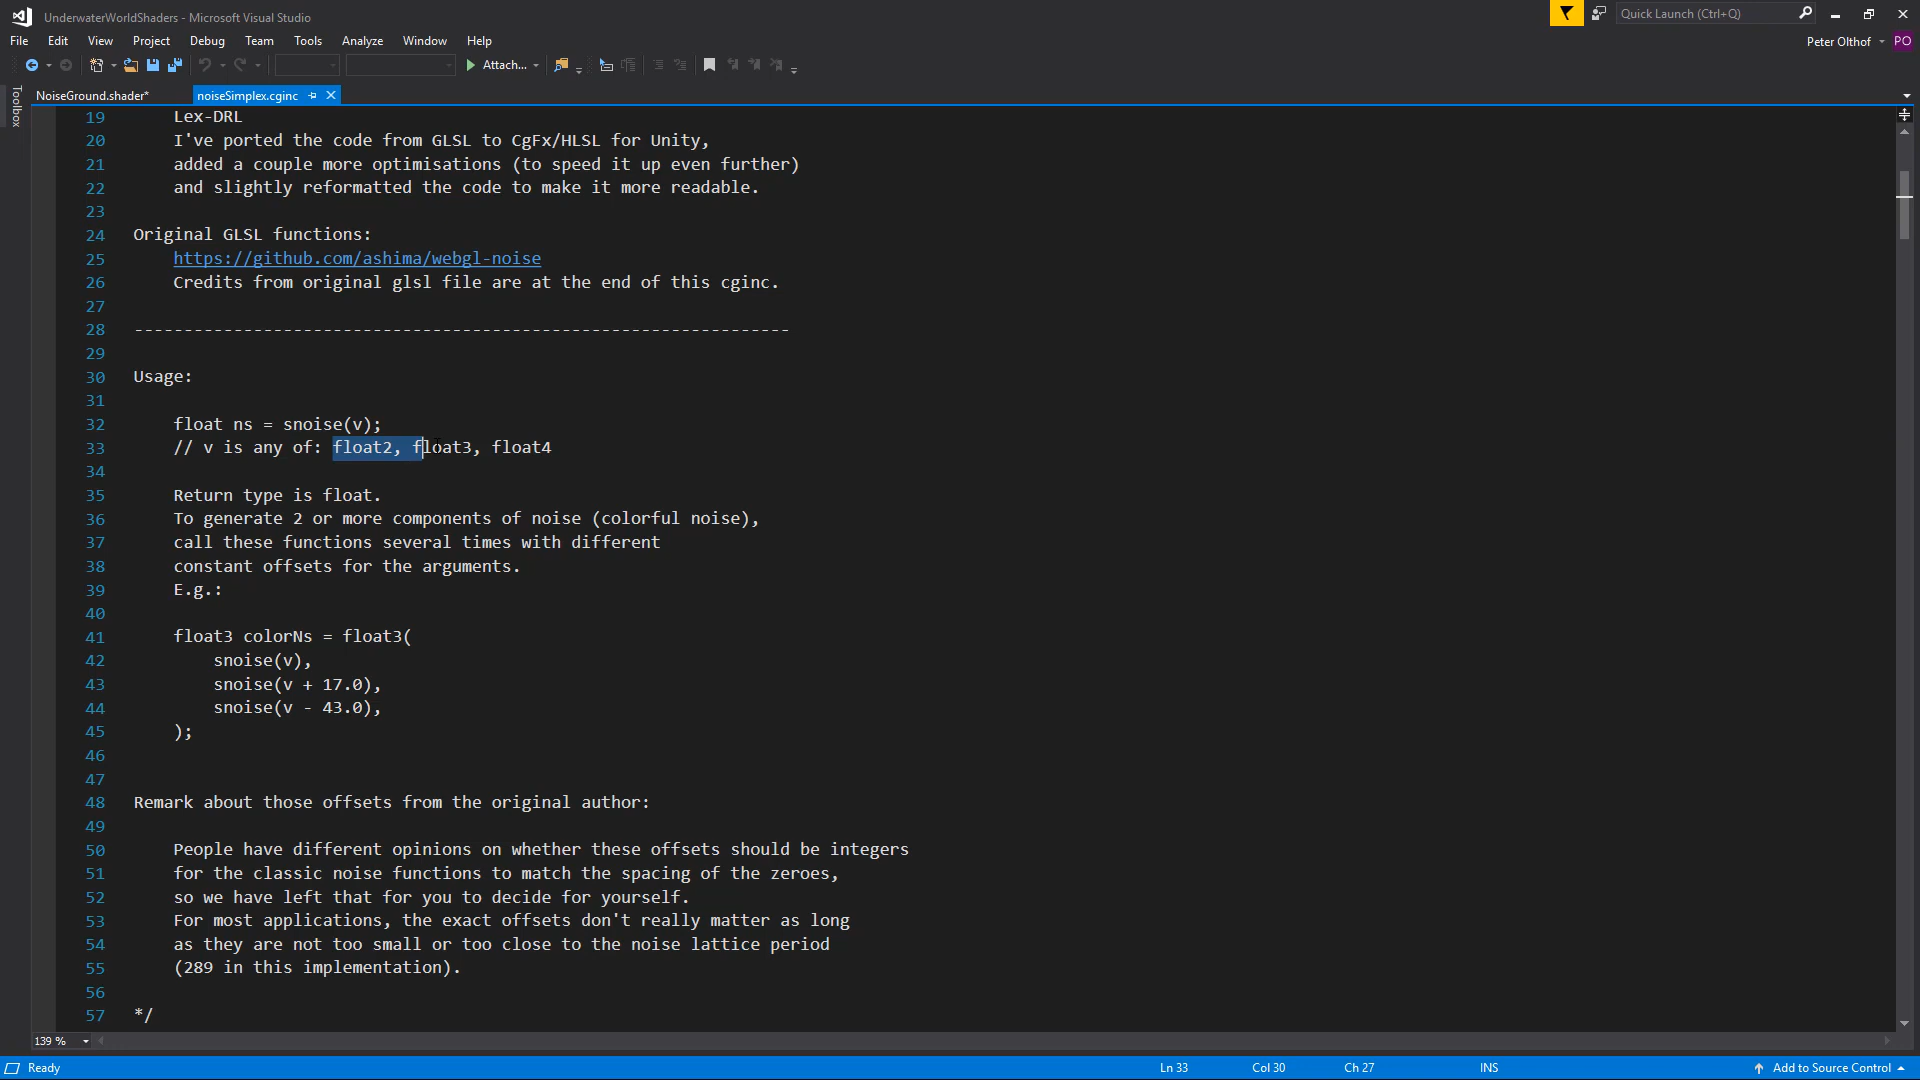 UnderwaterWorldShaders - Microsoft Visual Studio
Quick Launch (Ctrl+Q)
File Edit View Project Debug Team Tools Analyze Window Help
Peter Olthof PO
Attach...
Toolbox
NoiseGround.shader* noiseSimplex.cginc
19 Lex-DRL
20 I've ported the code from GLSL to CgFx/HLSL for Unity,
21 added a couple more optimisations (to speed it up even further)
22 and slightly reformatted the code to make it more readable.
23
24 Original GLSL functions:
25 https://github.com/ashima/webgl-noise
26 Credits from original glsl file are at the end of this cginc.
27
28 ------------------------------------------------------------------
29
30 Usage:
31
32 float ns = snoise(v);
33 // v is any of: float2, float3, float4
34
35 Return type is float.
36 To generate 2 or more components of noise (colorful noise),
37 call these functions several times with different
38 constant offsets for the arguments.
39 E.g.:
40
41 float3 colorNs = float3(
42 snoise(v),
43 snoise(v + 17.0),
44 snoise(v - 43.0),
45 );
46
47
48 Remark about those offsets from the original author:
49
50 People have different opinions on whether these offsets should be integers
51 for the classic noise functions to match the spacing of the zeroes,
52 so we have left that for you to decide for yourself.
53 For most applications, the exact offsets don't really matter as long
54 as they are not too small or too close to the noise lattice period
55 (289 in this implementation).
56
57 */
139 %
Ready Ln 33 Col 30 Ch 27 INS Add to Source Control